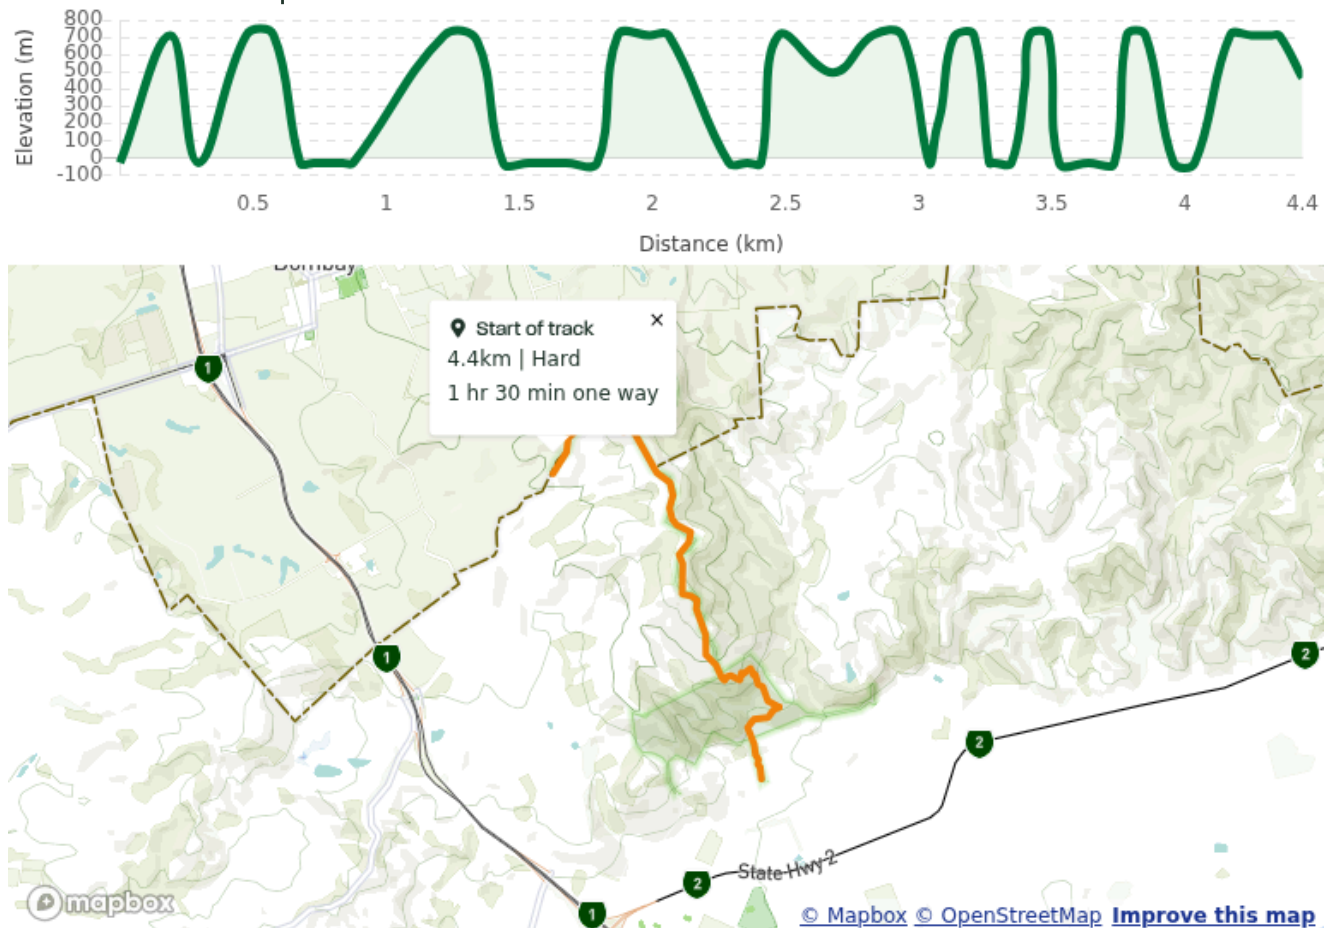 800
700
600
500
400
300
200
100
0
-100
Elevation (m)
0.5 1 1.5 2 2.5 3 3.5 4 4.4
Distance (km)
Bombay
Start of track ×
4.4km | Hard
1 hr 30 min one way
1
1
2
2
2
State Hwy 2
1
mapbox
© Mapbox © OpenStreetMap Improve this map